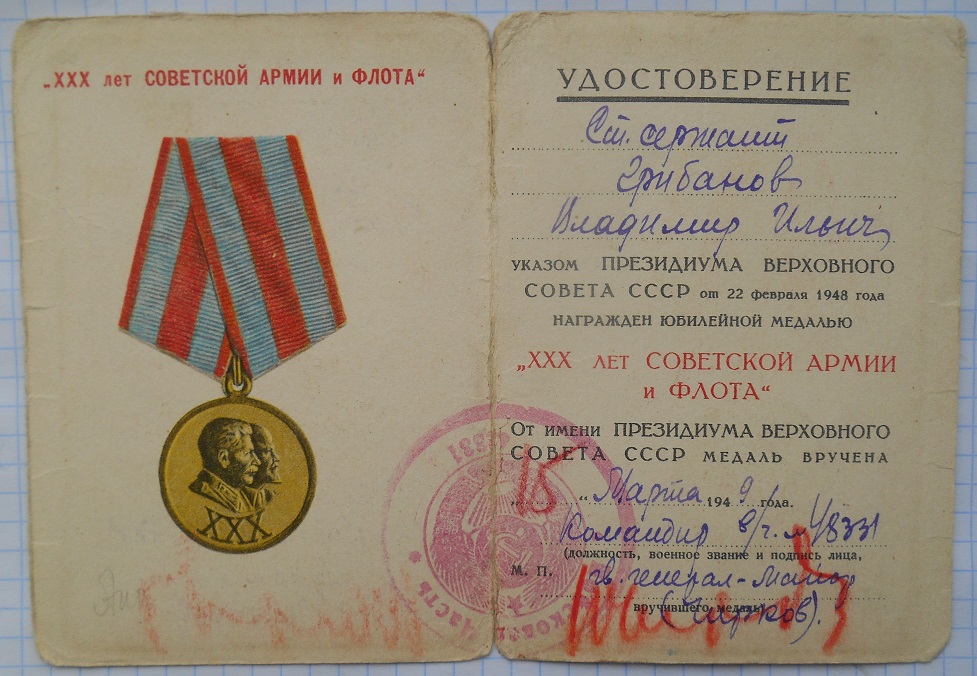 „XXX лет СОВЕТСКОЙ АРМИИ и ФЛОТА“
XXX
УДОСТОВЕРЕНИЕ
Ст. сержант
Грибанов
Владимир Ильич
УКАЗОМ ПРЕЗИДИУМА ВЕРХОВНОГО
СОВЕТА СССР от 22 февраля 1948 года
НАГРАЖДЕН ЮБИЛЕЙНОЙ МЕДАЛЬЮ
„XXX ЛЕТ СОВЕТСКОЙ АРМИИ
и ФЛОТА“
От имени ПРЕЗИДИУМА ВЕРХОВНОГО
СОВЕТА СССР МЕДАЛЬ ВРУЧЕНА
„15“ Марта 1949 года.
Командир в/ч
(должность, военное звание и подпись лица,
М. П. гв. генерал-майор
вручившего медаль)
часть